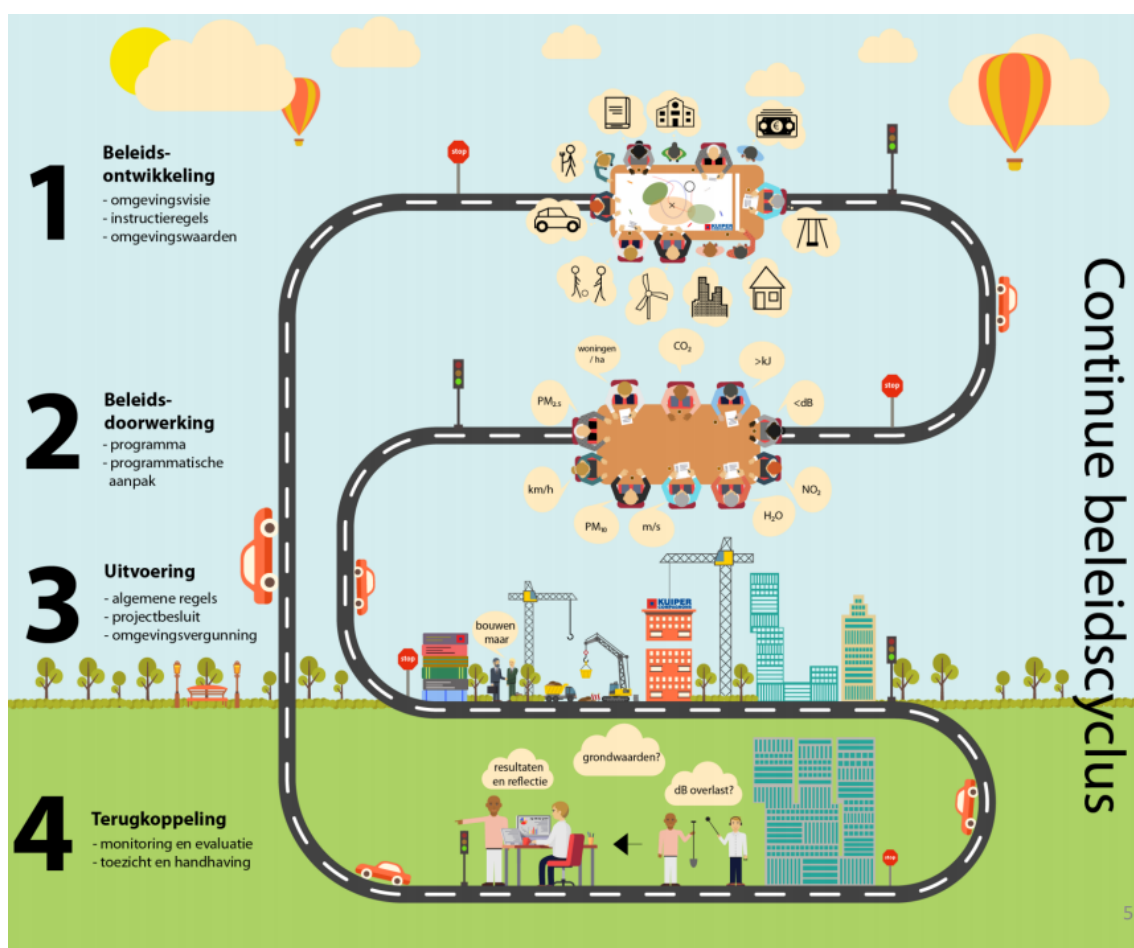 1
Beleids-
ontwikkeling
- omgevingsvisie
- instructieregels
- omgevingswaarden
stop
KUIPER
2
Beleids-
doorwerking
- programma
- programmatische
aanpak
woningen
/ ha
CO₂
>kJ
<dB
PM₂.₅
km/h
PM₁₀
m/s
H₂O
NO₂
stop
3
Uitvoering
- algemene regels
- projectbesluit
- omgevingsvergunning
stop
bouwen
maar
KUIPER
COMPAGNONS
4
Terugkoppeling
- monitoring en evaluatie
- toezicht en handhaving
resultaten
en reflectie
grondwaarden?
dB overlast?
stop
Continue beleidscyclus
5